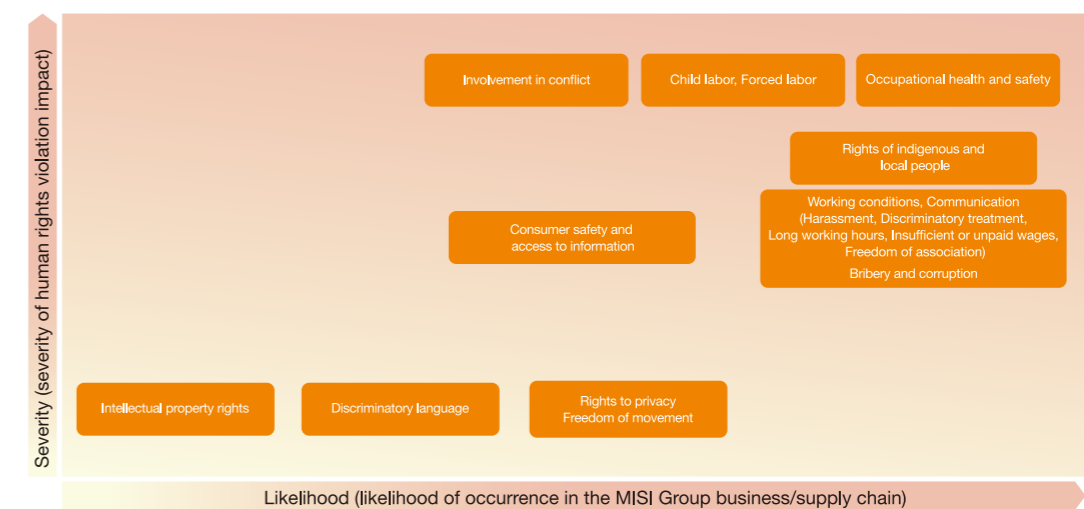 Severity (severity of human rights violation impact)
Involvement in conflict
Child labor, Forced labor
Occupational health and safety
Rights of indigenous and
local people
Working conditions, Communication
(Harassment, Discriminatory treatment,
Long working hours, Insufficient or unpaid wages,
Freedom of association)
Bribery and corruption
Consumer safety and
access to information
Intellectual property rights
Discriminatory language
Rights to privacy
Freedom of movement
Likelihood (likelihood of occurrence in the MISI Group business/supply chain)